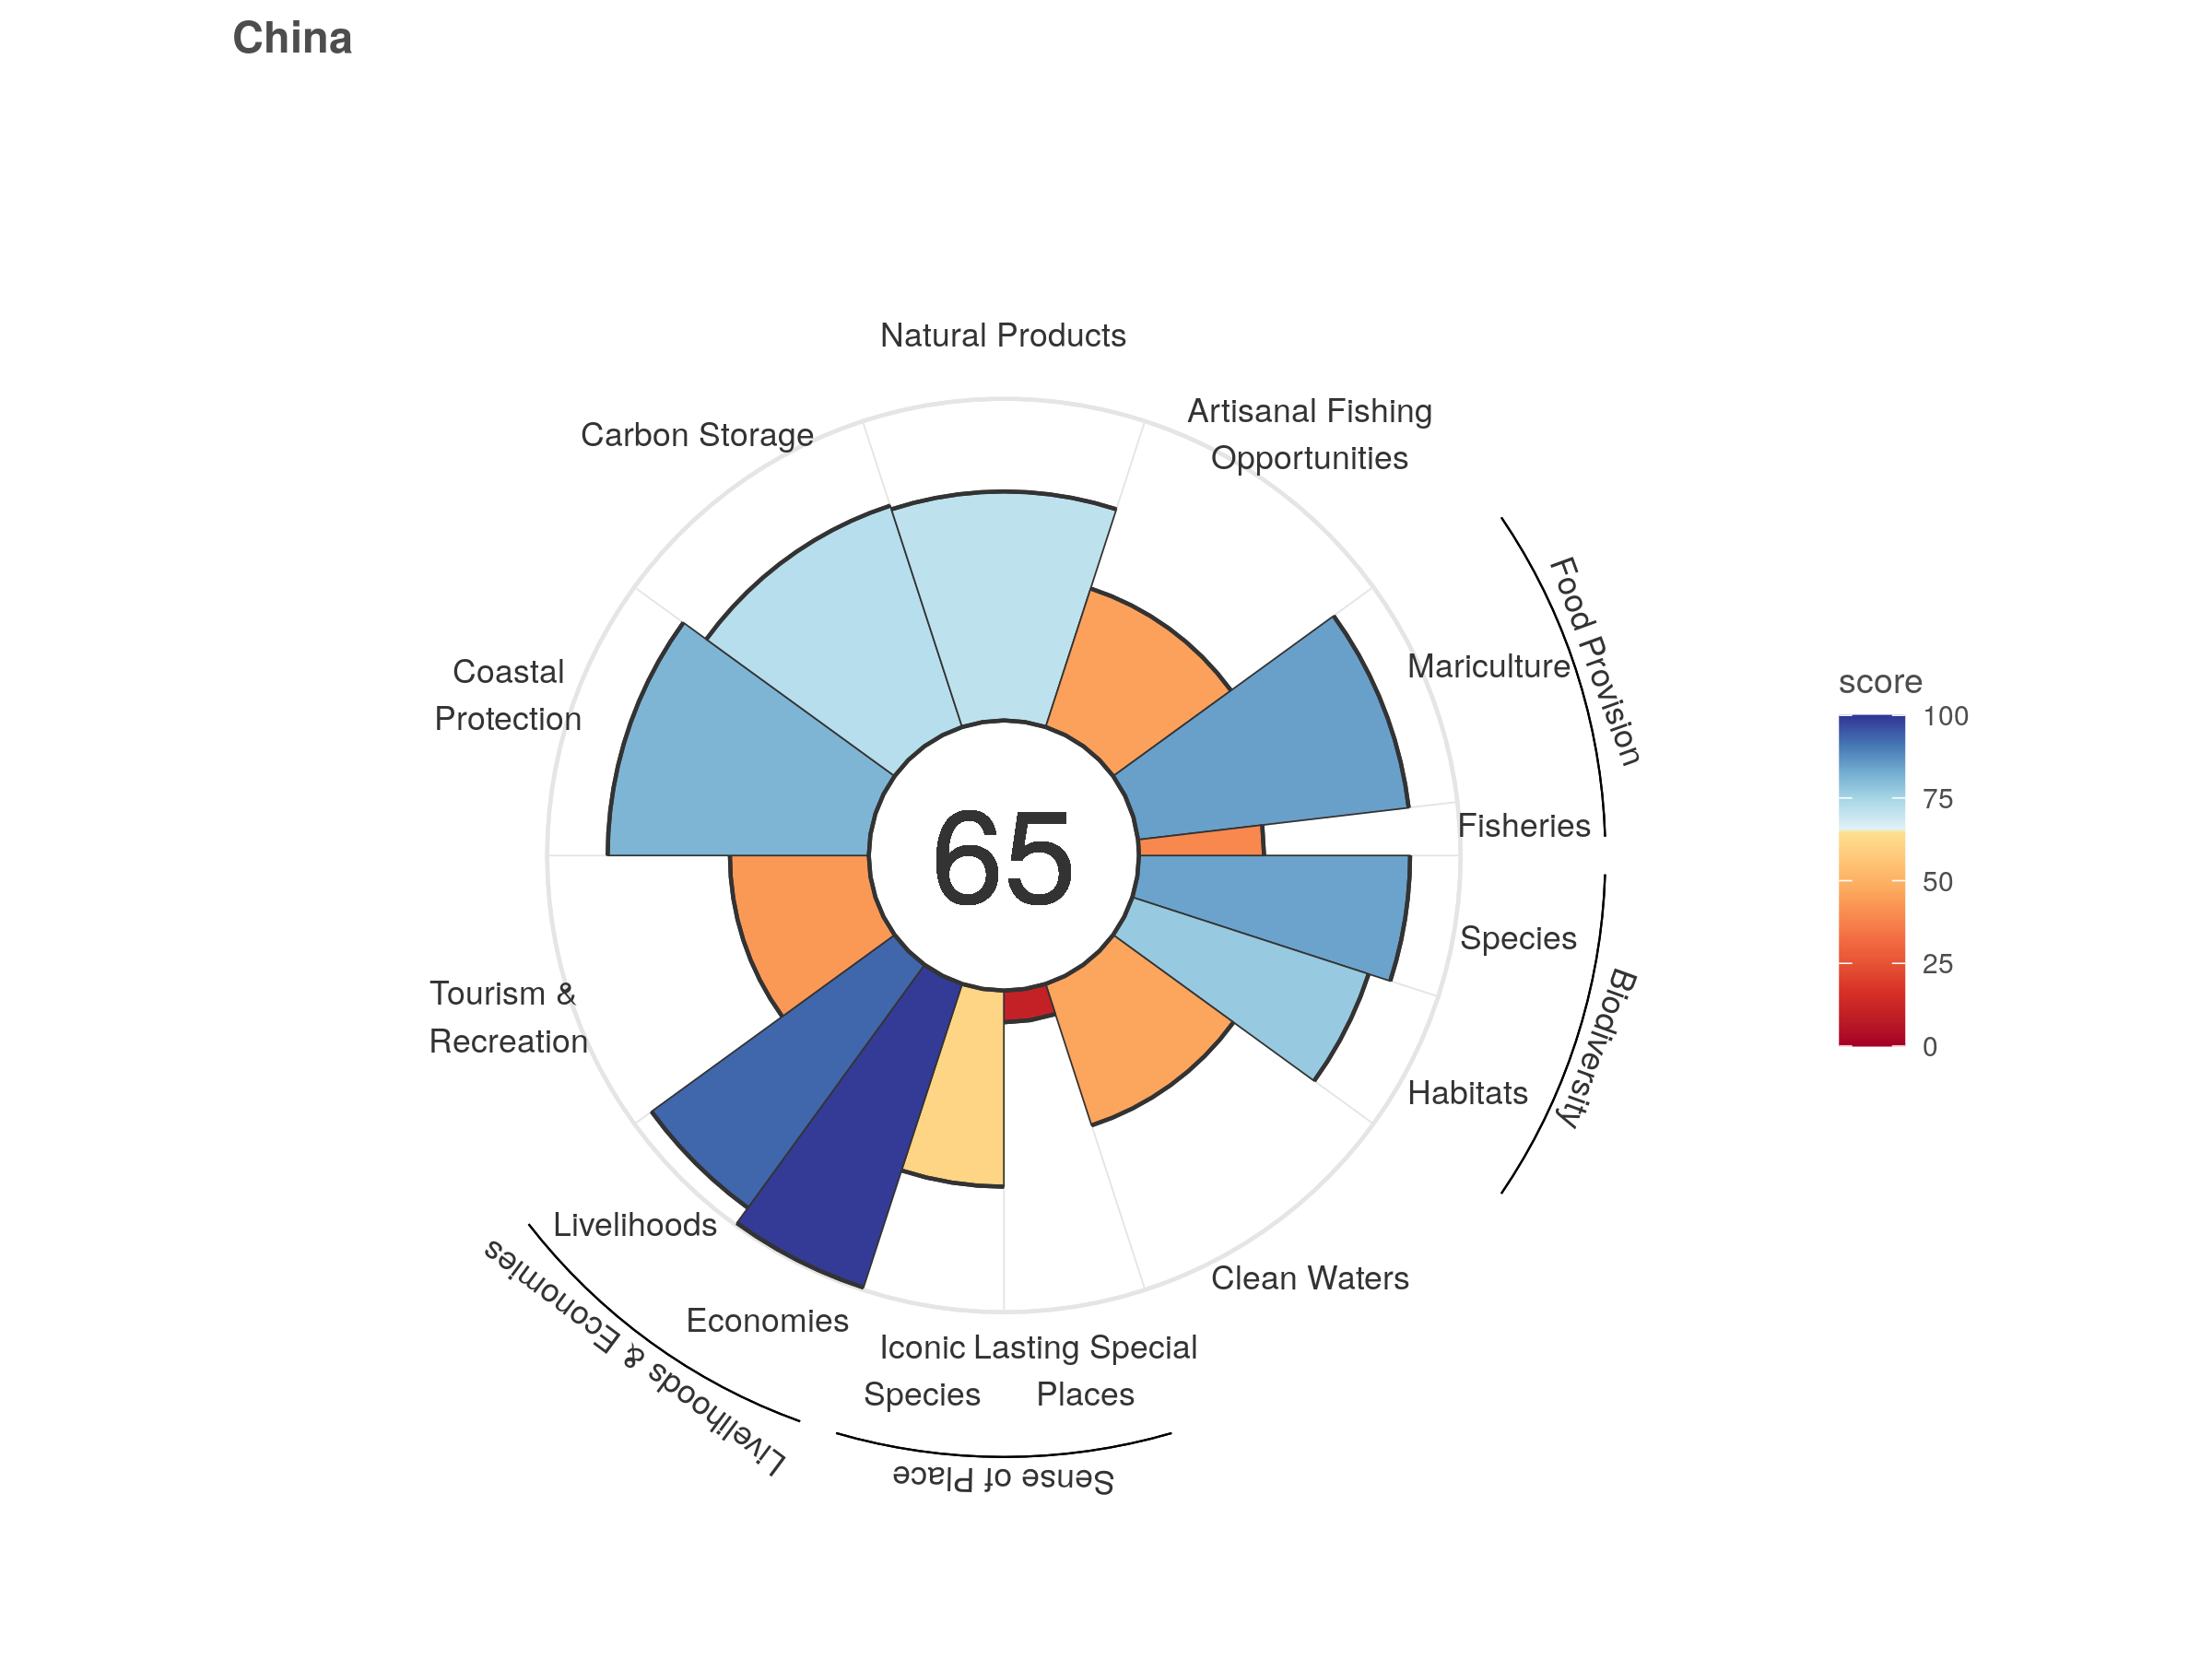 China
Natural Products
Artisanal Fishing
Opportunities
Carbon Storage
Food Provision
Mariculture
Coastal
Protection
Fisheries
65
Species
Biodiversity
Habitats
Tourism &
Recreation
Livelihoods
Livelihoods & Economies
Economies
Clean Waters
Iconic
Species
Lasting Special
Places
Sense of Place
score
100
75
50
25
0